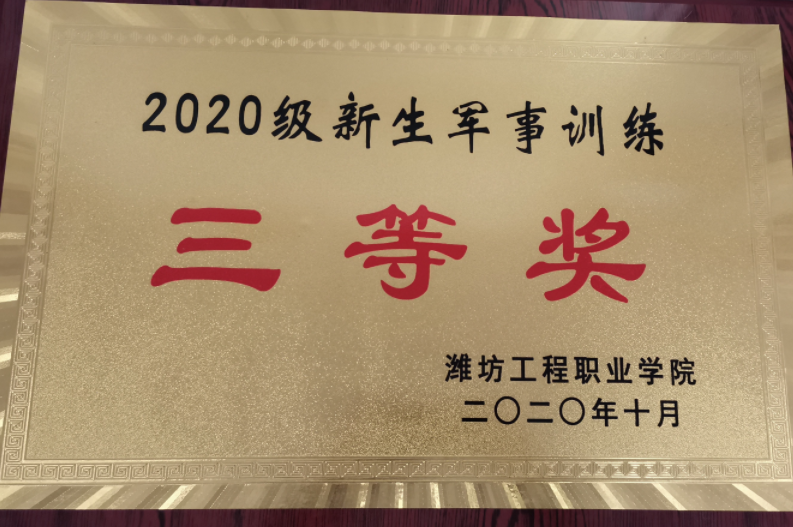 2020级新生军事训练
三等奖
潍坊工程职业学院
二〇二〇年十月